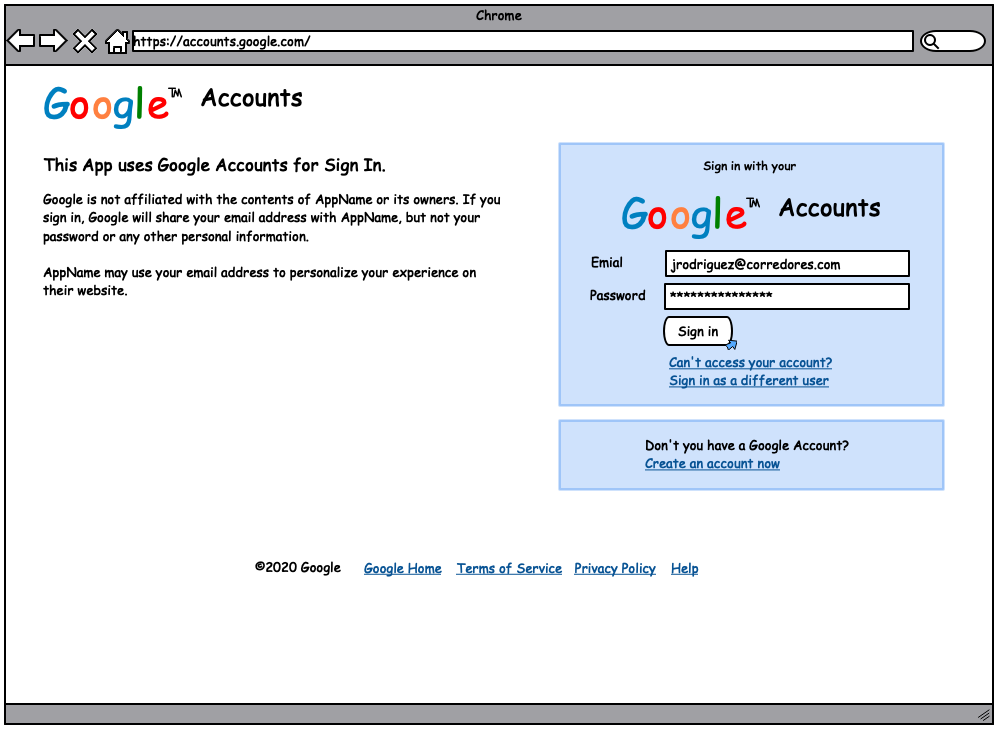 Chrome
https://accounts.google.com/
Google™ Accounts
This App uses Google Accounts for Sign In.
Google is not affiliated with the contents of AppName or its owners. If you
sign in, Google will share your email address with AppName, but not your
password or any other personal information.
AppName may use your email address to personalize your experience on
their website.
Sign in with your
Google™ Accounts
Emial jrodriguez@corredores.com
Password ***************
Sign in
Can't access your account?
Sign in as a different user
Don't you have a Google Account?
Create an account now
©2020 Google Google Home Terms of Service Privacy Policy Help